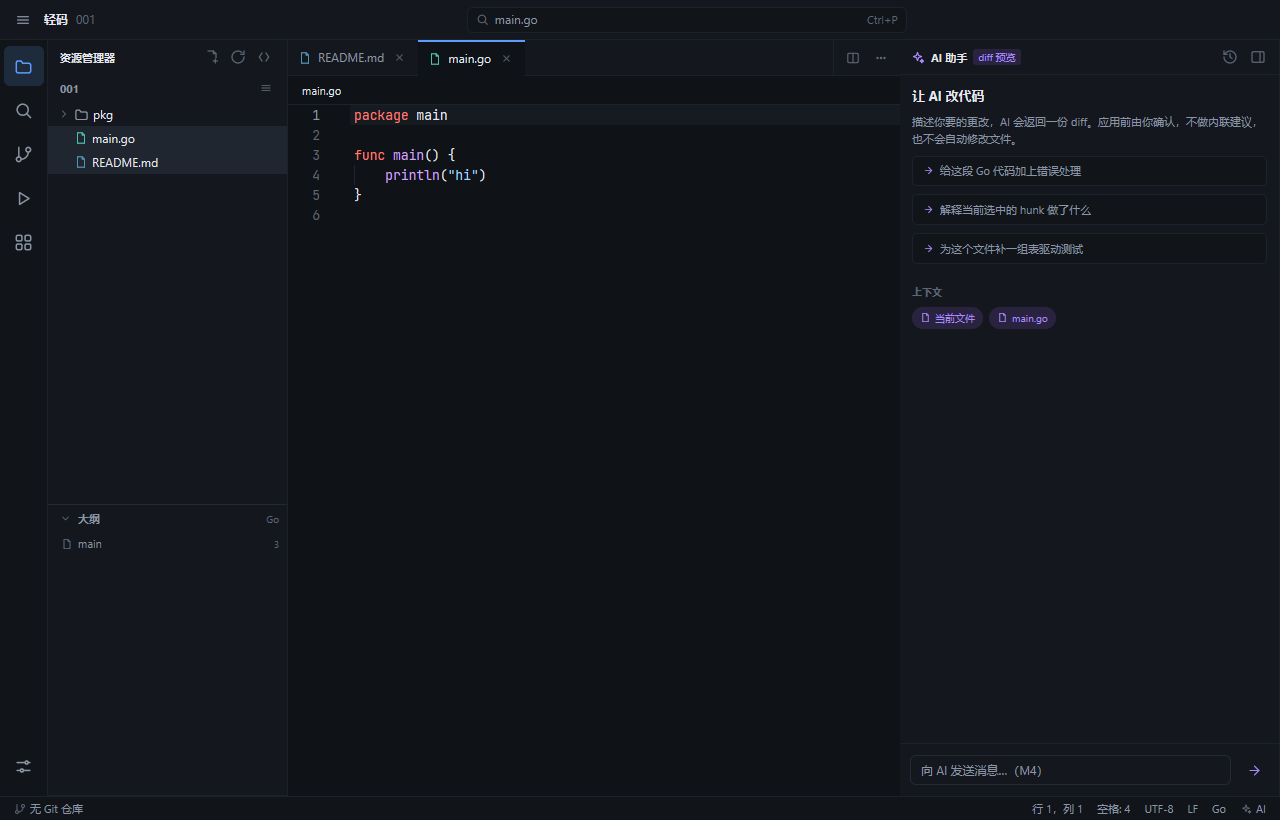 轻码 001
main.go Ctrl+P
资源管理器
001
pkg
main.go
README.md
大纲 Go
main 3
README.md
main.go
main.go
1 package main
2
3 func main() {
4 println("hi")
5 }
6
AI 助手 diff 预览
让 AI 改代码
描述你要的更改，AI 会返回一份 diff。应用前由你确认，不做内联建议，
也不会自动修改文件。
给这段 Go 代码加上错误处理
解释当前选中的 hunk 做了什么
为这个文件补一组表驱动测试
上下文
当前文件 main.go
向 AI 发送消息... (M4)
无 Git 仓库 行 1，列 1 空格: 4 UTF-8 LF Go AI